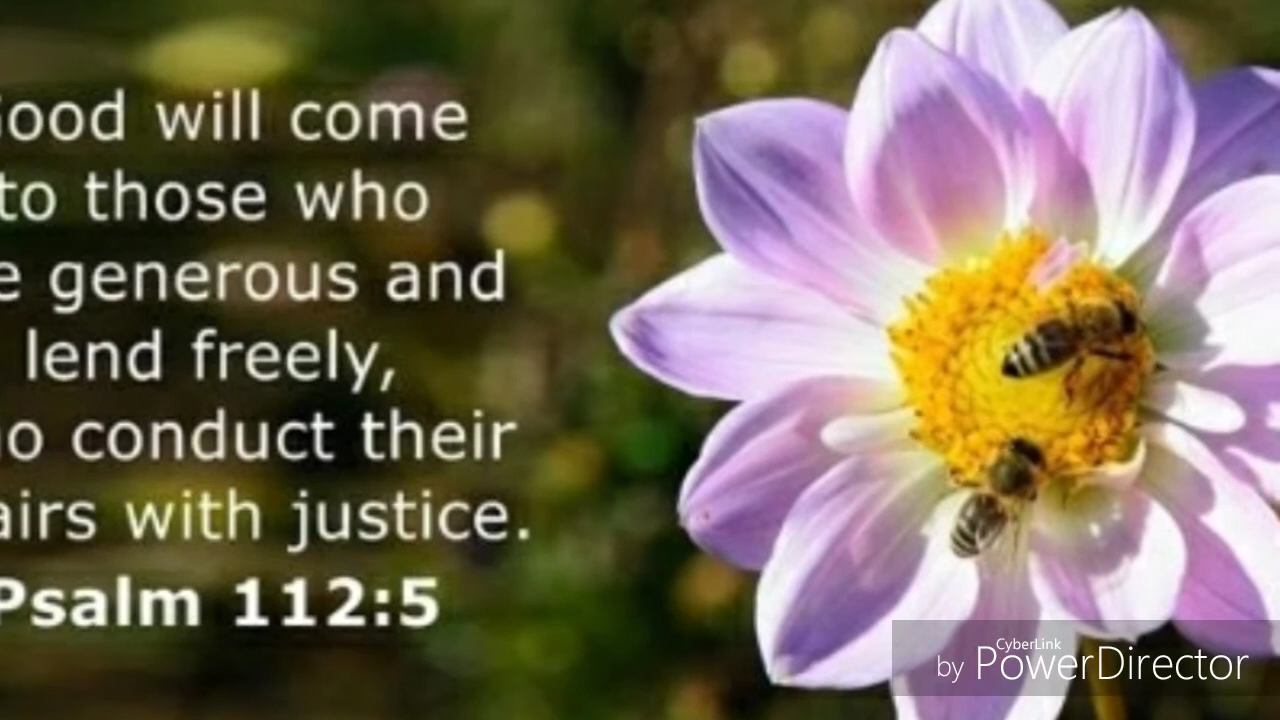 Good will come
to those who
e generous and
lend freely,
o conduct their
airs with justice.
Psalm 112:5
CyberLink
by PowerDirector